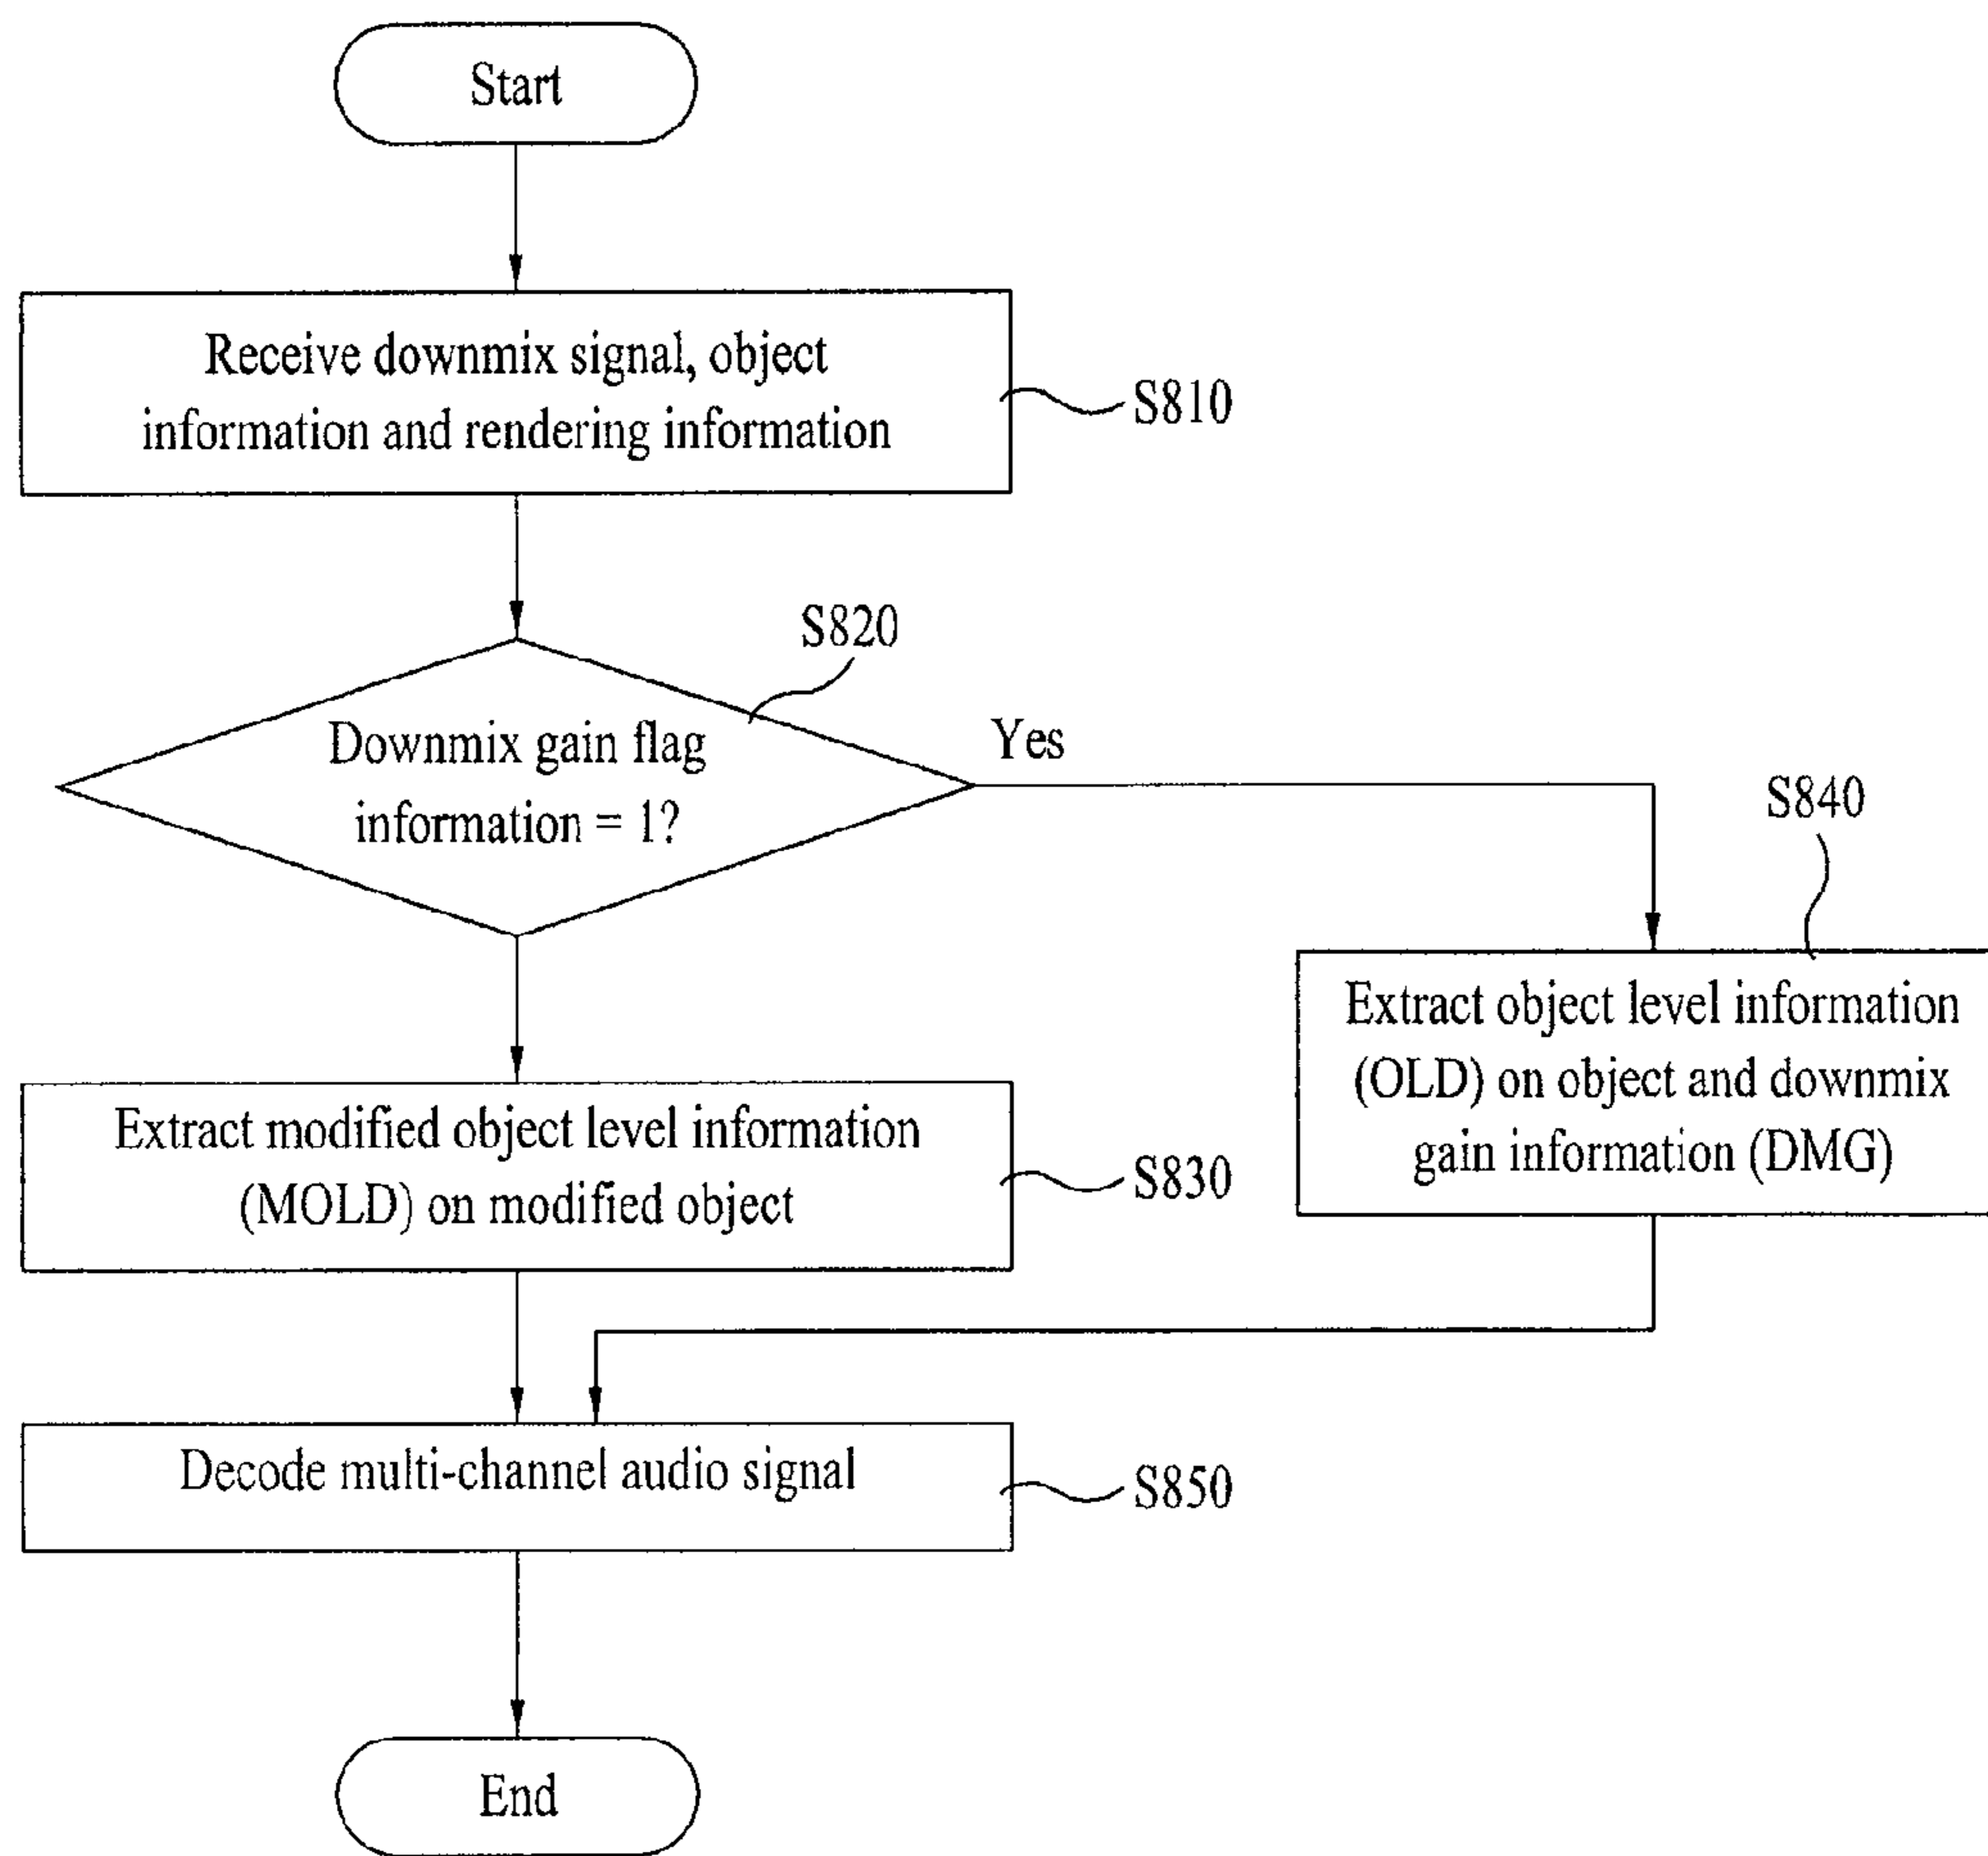 Start
Receive downmix signal, object
information and rendering information
S810
S820
Downmix gain flag
information = 1?
Yes
S840
Extract object level information
(OLD) on object and downmix
gain information (DMG)
Extract modified object level information
(MOLD) on modified object
S830
Decode multi-channel audio signal
S850
End